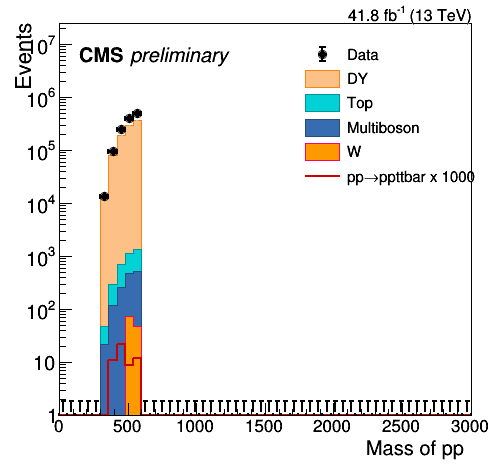 41.8 fb⁻¹ (13 TeV)
Events
CMS preliminary
Data
DY
Top
Multiboson
W
pp→ppttbar x 1000
10⁷
10⁶
10⁵
10⁴
10³
10²
10
1
0 500 1000 1500 2000 2500 3000
Mass of pp